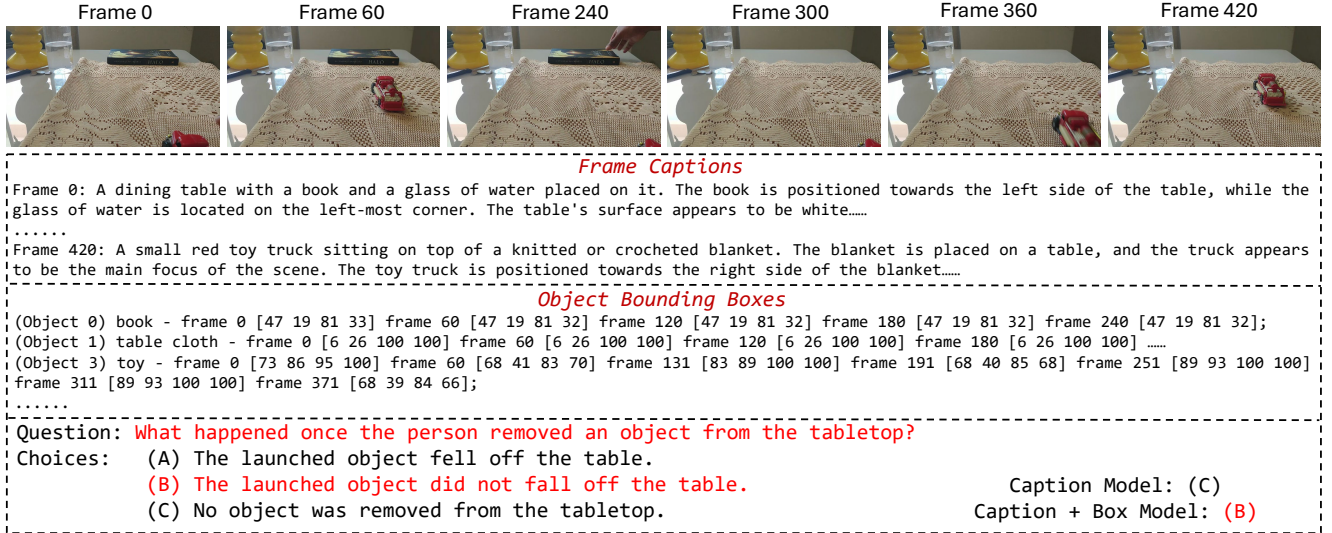 Frame 0 Frame 60 Frame 240 Frame 300 Frame 360 Frame 420
Frame Captions
Frame 0: A dining table with a book and a glass of water placed on it. The book is positioned towards the left side of the table, while the
glass of water is located on the left-most corner. The table's surface appears to be white……
......
Frame 420: A small red toy truck sitting on top of a knitted or crocheted blanket. The blanket is placed on a table, and the truck appears
to be the main focus of the scene. The toy truck is positioned towards the right side of the blanket……
Object Bounding Boxes
(Object 0) book - frame 0 [47 19 81 33] frame 60 [47 19 81 32] frame 120 [47 19 81 32] frame 180 [47 19 81 32] frame 240 [47 19 81 32];
(Object 1) table cloth - frame 0 [6 26 100 100] frame 60 [6 26 100 100] frame 120 [6 26 100 100] frame 180 [6 26 100 100] ……
(Object 3) toy - frame 0 [73 86 95 100] frame 60 [68 41 83 70] frame 131 [83 89 100 100] frame 191 [68 40 85 68] frame 251 [89 93 100 100]
frame 311 [89 93 100 100] frame 371 [68 39 84 66];
......
Question: What happened once the person removed an object from the tabletop?
Choices: (A) The launched object fell off the table.
(B) The launched object did not fall off the table. Caption Model: (C)
(C) No object was removed from the tabletop. Caption + Box Model: (B)